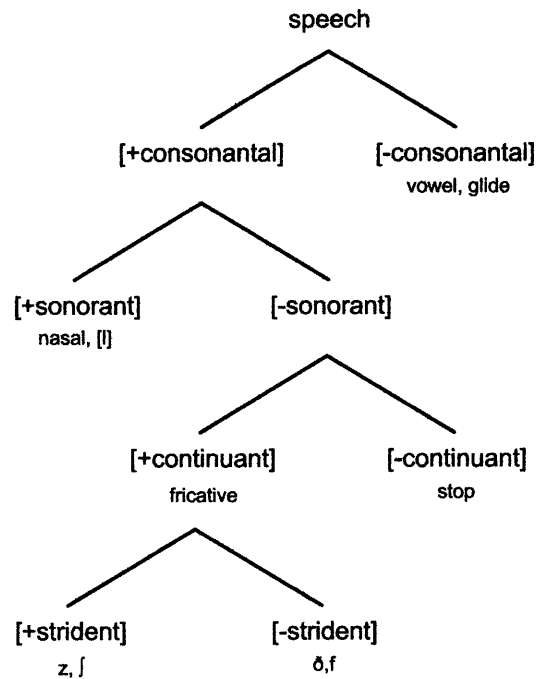 speech
[+consonantal] [-consonantal]
vowel, glide
[+sonorant] [-sonorant]
nasal, [l]
[+continuant] [-continuant]
fricative stop
[+strident] [-strident]
z, ʃ ð,f